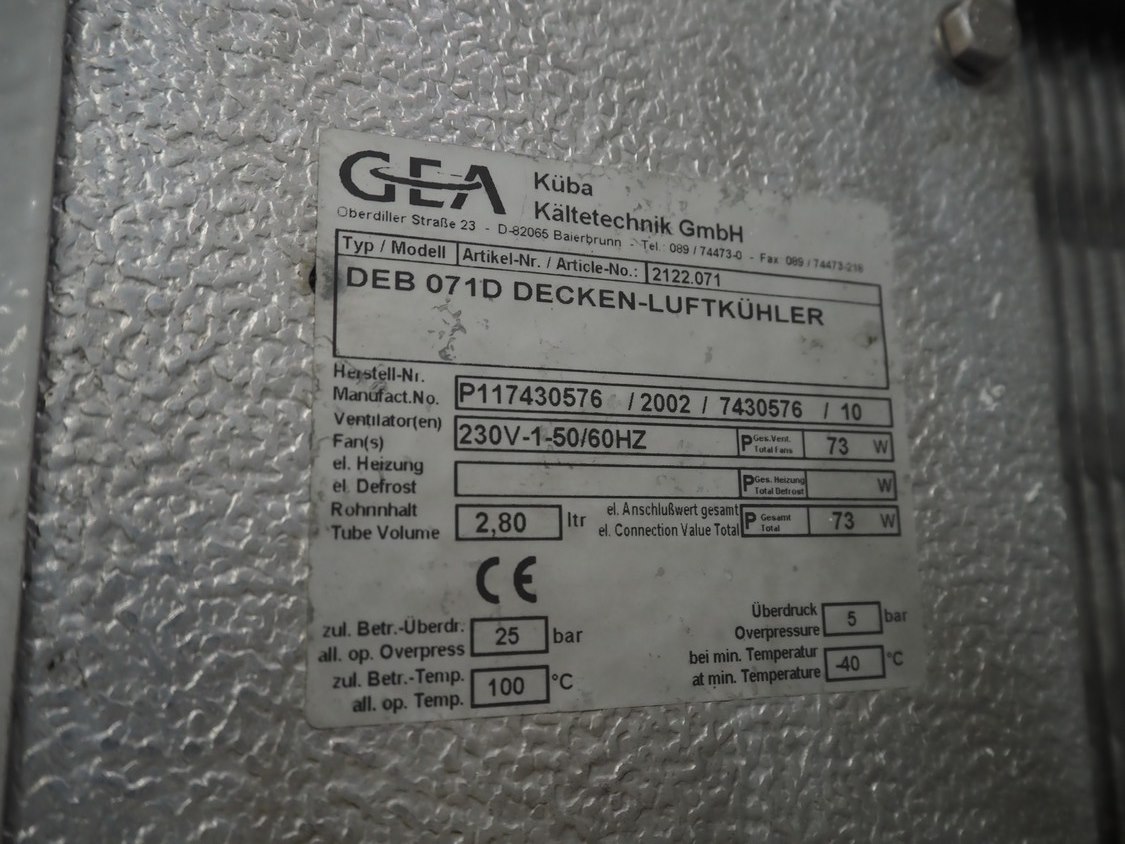 GEA Küba
Kältetechnik GmbH
Oberdiller Straße 23 - D-82065 Baierbrunn - Tel.: 089 / 74473-0 - Fax 089 / 74473-218
Typ / Modell Artikel-Nr. / Article-No.: 2122.071
DEB 071D DECKEN-LUFTKÜHLER
Herstell-Nr.
Manufact.No. P117430576 / 2002 / 7430576 / 10
Ventilator(en)
Fan(s) 230V-1-50/60HZ P Ges.Vent. Total Fans 73 W
el. Heizung
el. Defrost P Ges. Heizung Total Defrost W
Rohrinhalt
Tube Volume 2,80 ltr el. Anschlußwert gesamt
el. Connection Value Total P Gesamt Total 73 W
CE
zul. Betr.-Überdr.
all. op. Overpress 25 bar
Überdruck
Overpressure 5 bar
zul. Betr.-Temp.
all. op. Temp. 100 °C
bei min. Temperatur
at min. Temperature -40 °C